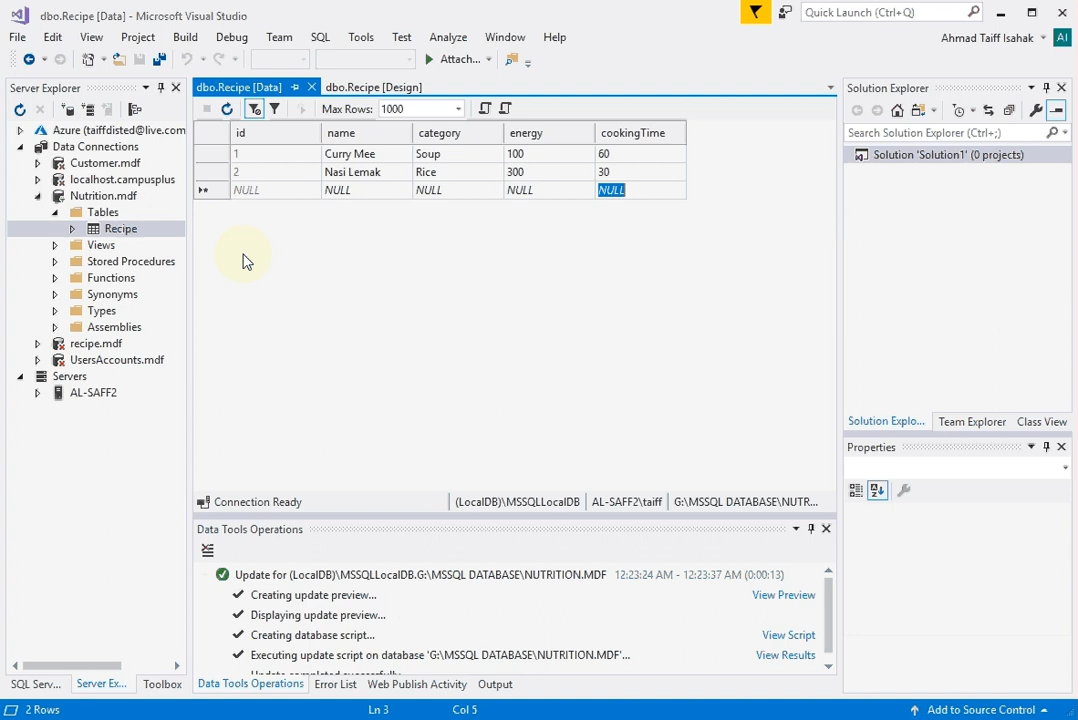 dbo.Recipe [Data] - Microsoft Visual Studio
Quick Launch (Ctrl+Q)
File Edit View Project Build Debug Team SQL Tools Test Analyze Window Help
Ahmad Taiff Isahak AI
Attach...
Server Explorer
Azure (taiffdisted@live.com
Data Connections
Customer.mdf
localhost.campusplus
Nutrition.mdf
Tables
Recipe
Views
Stored Procedures
Functions
Synonyms
Types
Assemblies
recipe.mdf
UsersAccounts.mdf
Servers
AL-SAFF2
SQL Serv... Server Ex... Toolbox
dbo.Recipe [Data] dbo.Recipe [Design]
Max Rows: 1000
id name category energy cookingTime
1 Curry Mee Soup 100 60
2 Nasi Lemak Rice 300 30
NULL NULL NULL NULL NULL
Connection Ready (LocalDB)\MSSQLLocalDB AL-SAFF2\taiff G:\MSSQL DATABASE\NUTR...
Data Tools Operations
Update for (LocalDB)\MSSQLLocalDB.G:\MSSQL DATABASE\NUTRITION.MDF 12:23:24 AM - 12:23:37 AM (0:00:13)
Creating update preview... View Preview
Displaying update preview...
Creating database script... View Script
Executing update script on database 'G:\MSSQL DATABASE\NUTRITION.MDF'... View Results
Update completed successfully
Data Tools Operations Error List Web Publish Activity Output
Solution Explorer
Search Solution Explorer (Ctrl+;)
Solution 'Solution1' (0 projects)
Solution Explo... Team Explorer Class View
Properties
2 Rows Ln 3 Col 5 Add to Source Control